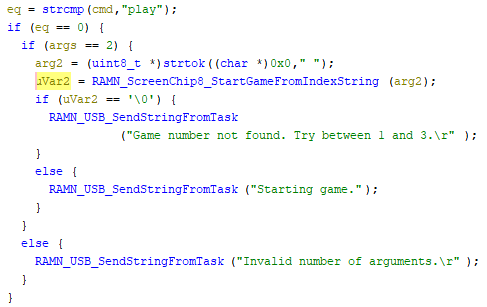 eq = strcmp(cmd,"play");
if (eq == 0) {
if (args == 2) {
arg2 = (uint8_t *)strtok((char *)0x0," ");
uVar2 = RAMN_ScreenChip8_StartGameFromIndexString (arg2);
if (uVar2 == '\0') {
RAMN_USB_SendStringFromTask
("Game number not found. Try between 1 and 3.\r" );
}
else {
RAMN_USB_SendStringFromTask ("Starting game.");
}
}
else {
RAMN_USB_SendStringFromTask ("Invalid number of arguments.\r" );
}
}